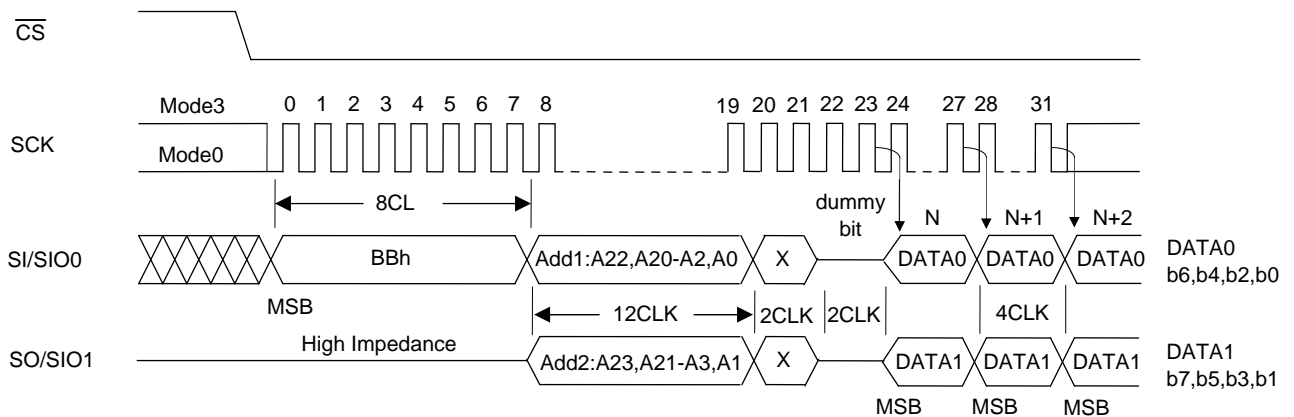 CS
Mode3 0 1 2 3 4 5 6 7 8 19 20 21 22 23 24 27 28 31
SCK
Mode0
8CL
dummy bit
N N+1 N+2
SI/SIO0 BBh Add1:A22,A20-A2,A0 X DATA0 DATA0 DATA0
DATA0
b6,b4,b2,b0
MSB
12CLK 2CLK 2CLK 4CLK
High Impedance
SO/SIO1 Add2:A23,A21-A3,A1 X DATA1 DATA1 DATA1
DATA1
b7,b5,b3,b1
MSB MSB MSB